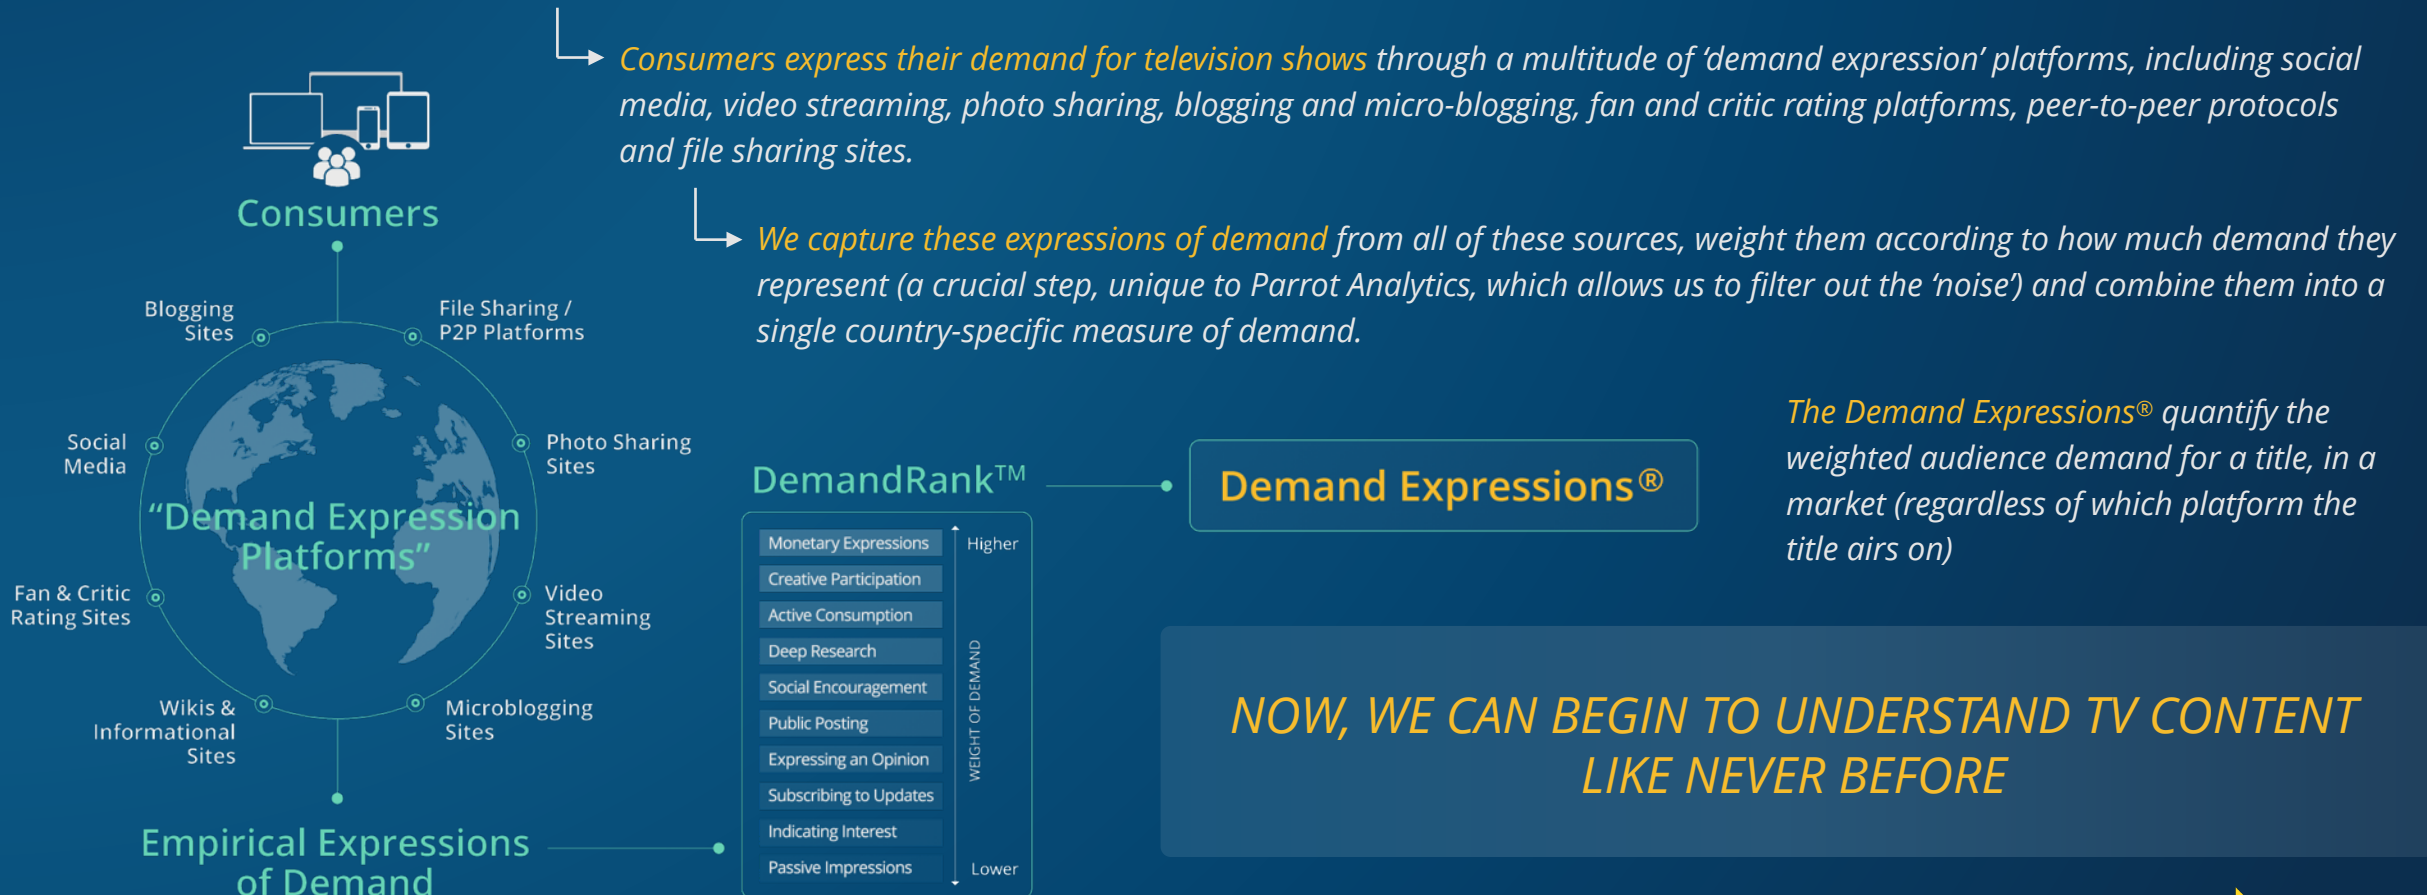 Consumers express their demand for television shows through a multitude of ‘demand expression’ platforms, including social
media, video streaming, photo sharing, blogging and micro-blogging, fan and critic rating platforms, peer-to-peer protocols
and file sharing sites.
We capture these expressions of demand from all of these sources, weight them according to how much demand they
represent (a crucial step, unique to Parrot Analytics, which allows us to filter out the ‘noise’) and combine them into a
single country-specific measure of demand.
Consumers
Blogging
Sites
File Sharing /
P2P Platforms
Social
Media
Photo Sharing
Sites
“Demand Expression
Platforms”
Fan & Critic
Rating Sites
Video
Streaming
Sites
Wikis &
Informational
Sites
Microblogging
Sites
Empirical Expressions
of Demand
DemandRank™
Monetary Expressions
Creative Participation
Active Consumption
Deep Research
Social Encouragement
Public Posting
Expressing an Opinion
Subscribing to Updates
Indicating Interest
Passive Impressions
Higher
WEIGHT OF DEMAND
Lower
Demand Expressions®
The Demand Expressions® quantify the
weighted audience demand for a title, in a
market (regardless of which platform the
title airs on)
NOW, WE CAN BEGIN TO UNDERSTAND TV CONTENT
LIKE NEVER BEFORE